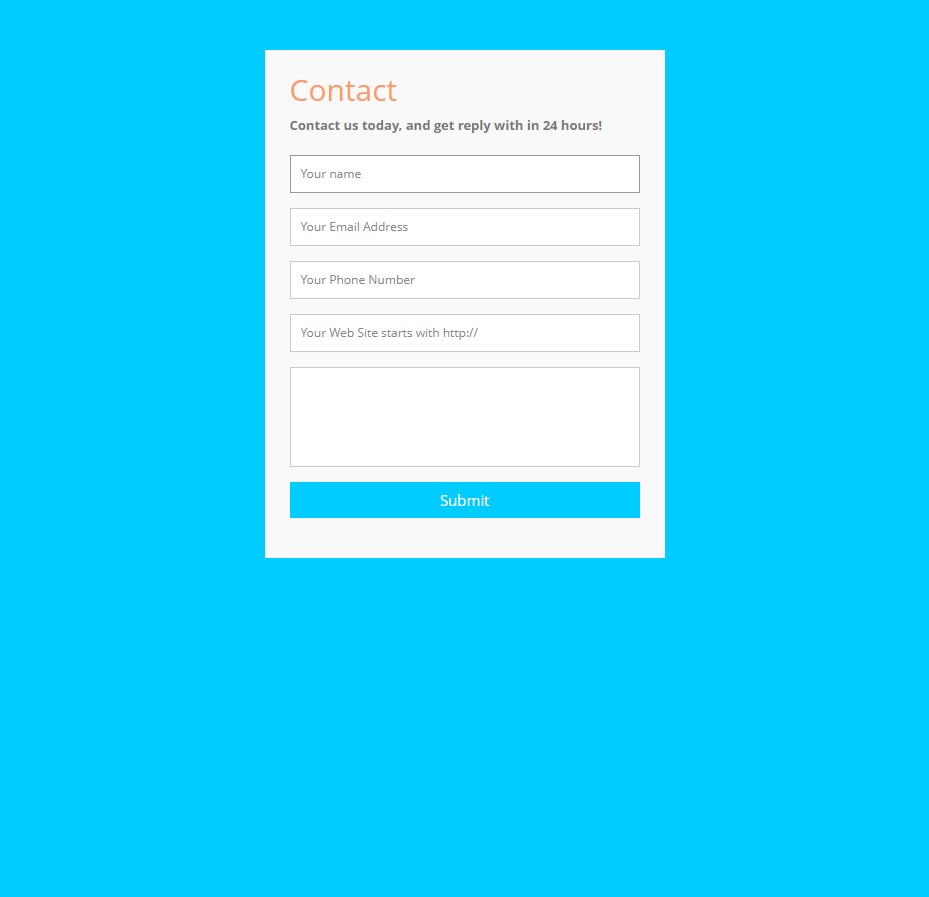 Contact
Contact us today, and get reply with in 24 hours!
Your name
Your Email Address
Your Phone Number
Your Web Site starts with http://
Submit